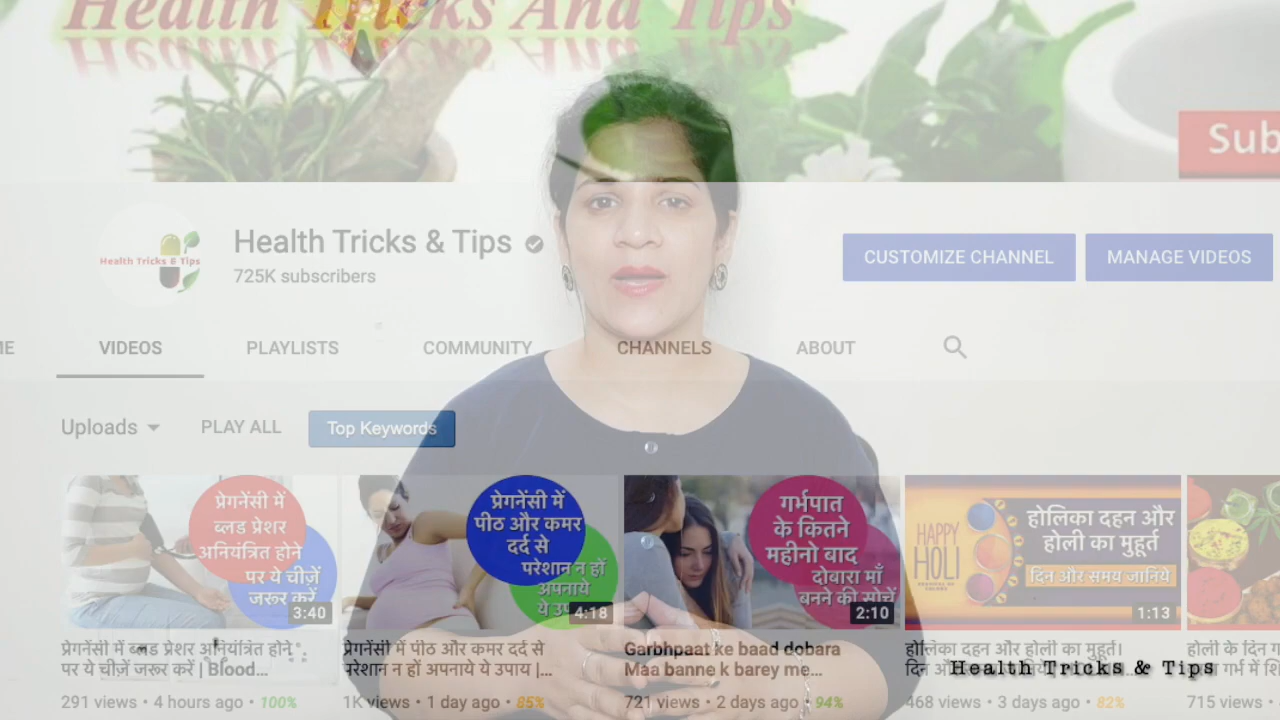 Health Tricks And Tips
Sub
Health Tricks & Tips
Health Tricks & Tips
725K subscribers
CUSTOMIZE CHANNEL
MANAGE VIDEOS
VIDEOS
PLAYLISTS
COMMUNITY
CHANNELS
ABOUT
Uploads
PLAY ALL
Top Keywords
प्रेगनेंसी में
ब्लड प्रेशर
अनियंत्रित होने
पर ये चीज़ें
जरूर करें
3:40
प्रेगनेंसी में
पीठ और कमर
दर्द से
परेशान न हों
अपनाये
4:18
गर्भपात
के कितने
महीनो बाद
दोबारा माँ
बनने की सोचें
2:10
HAPPY
HOLI
होलिका दहन और
होली का मुहूर्त
दिन और समय जानिये
1:13
प्रेगनेंसी में ब्लड प्रेशर अनियंत्रित होने
पर ये चीज़ें जरूर करें | Blood...
291 views • 4 hours ago • 100%
प्रेगनेंसी में पीठ और कमर दर्द से
परेशान न हों अपनाये ये उपाय |...
1K views • 1 day ago • 85%
Garbhpaat ke baad dobara
Maa banne k barey me...
721 views • 2 days ago • 94%
होलिका दहन और होली का मुहूर्त।
468 views • 3 days ago • 82%
होली के दिन
715 views •
Health Tricks & Tips